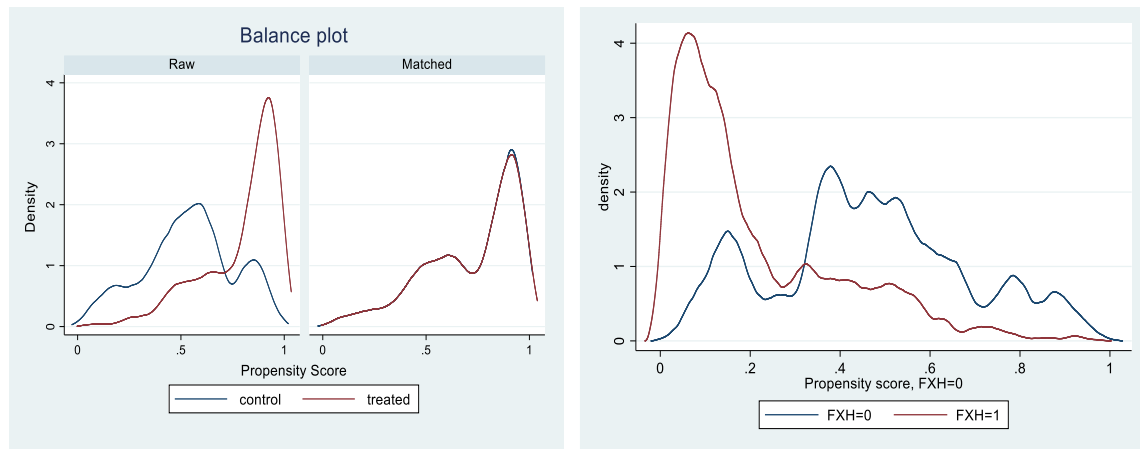 Balance plot
Raw
Matched
Density
4
3
2
1
0
0
.5
1
0
.5
1
Propensity Score
control
treated
density
4
3
2
1
0
0
.2
.4
.6
.8
1
Propensity score, FXH=0
FXH=0
FXH=1